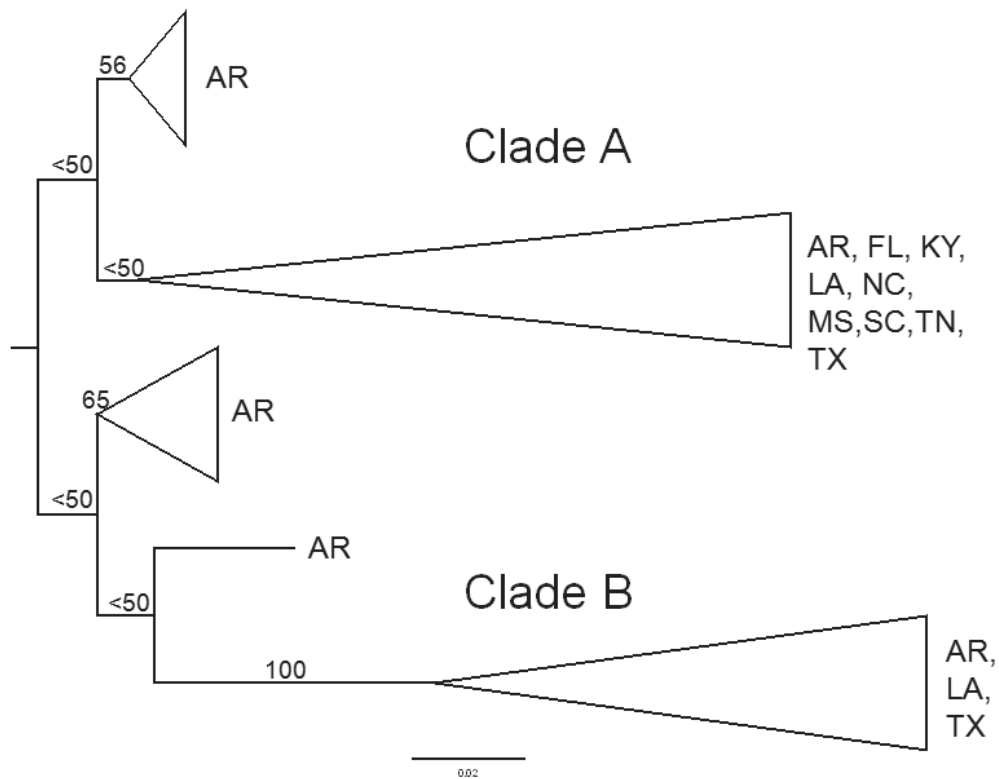 56
AR
Clade A
<50
<50
AR, FL, KY,
LA, NC,
MS,SC,TN,
TX
65
AR
<50
AR
Clade B
<50
100
AR,
LA,
TX
0.02